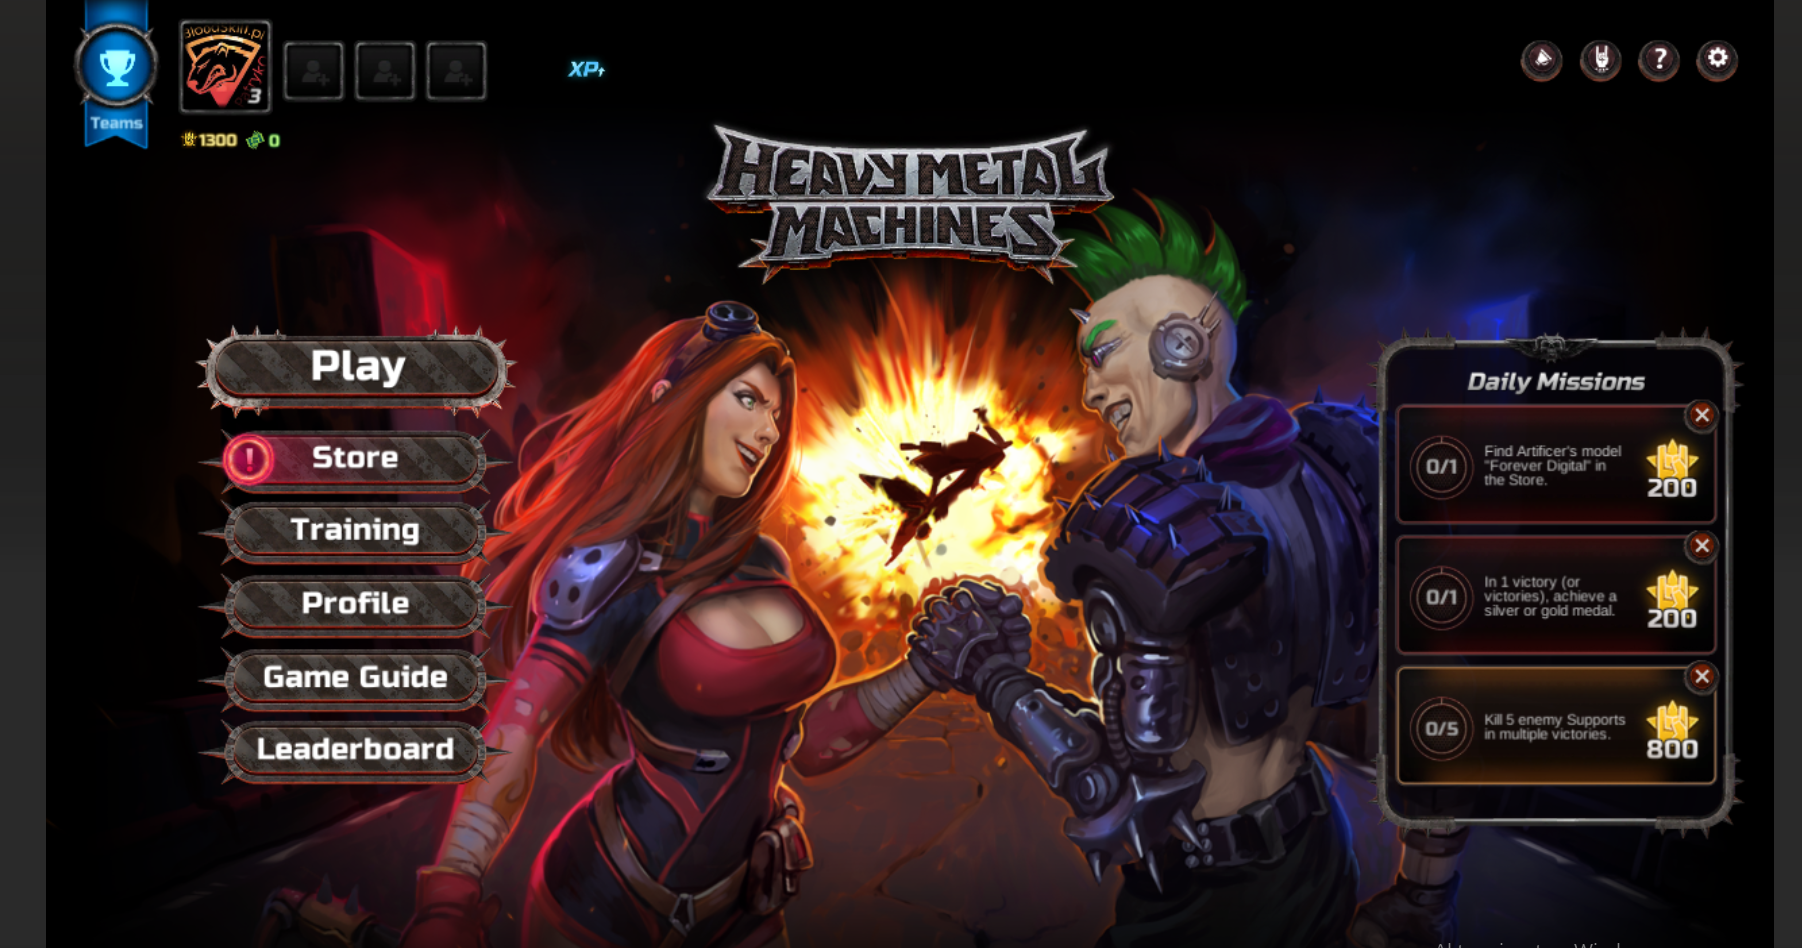 Teams
3
1300
0
XP
?
HEAVY METAL
MACHINES
Play
!
Store
Training
Profile
Game Guide
Leaderboard
Daily Missions
0/1
Find Artificer's model
"Forever Digital" in
the Store.
200
0/1
In 1 victory (or
victories), achieve a
silver or gold medal.
200
0/5
Kill 5 enemy Supports
in multiple victories.
800